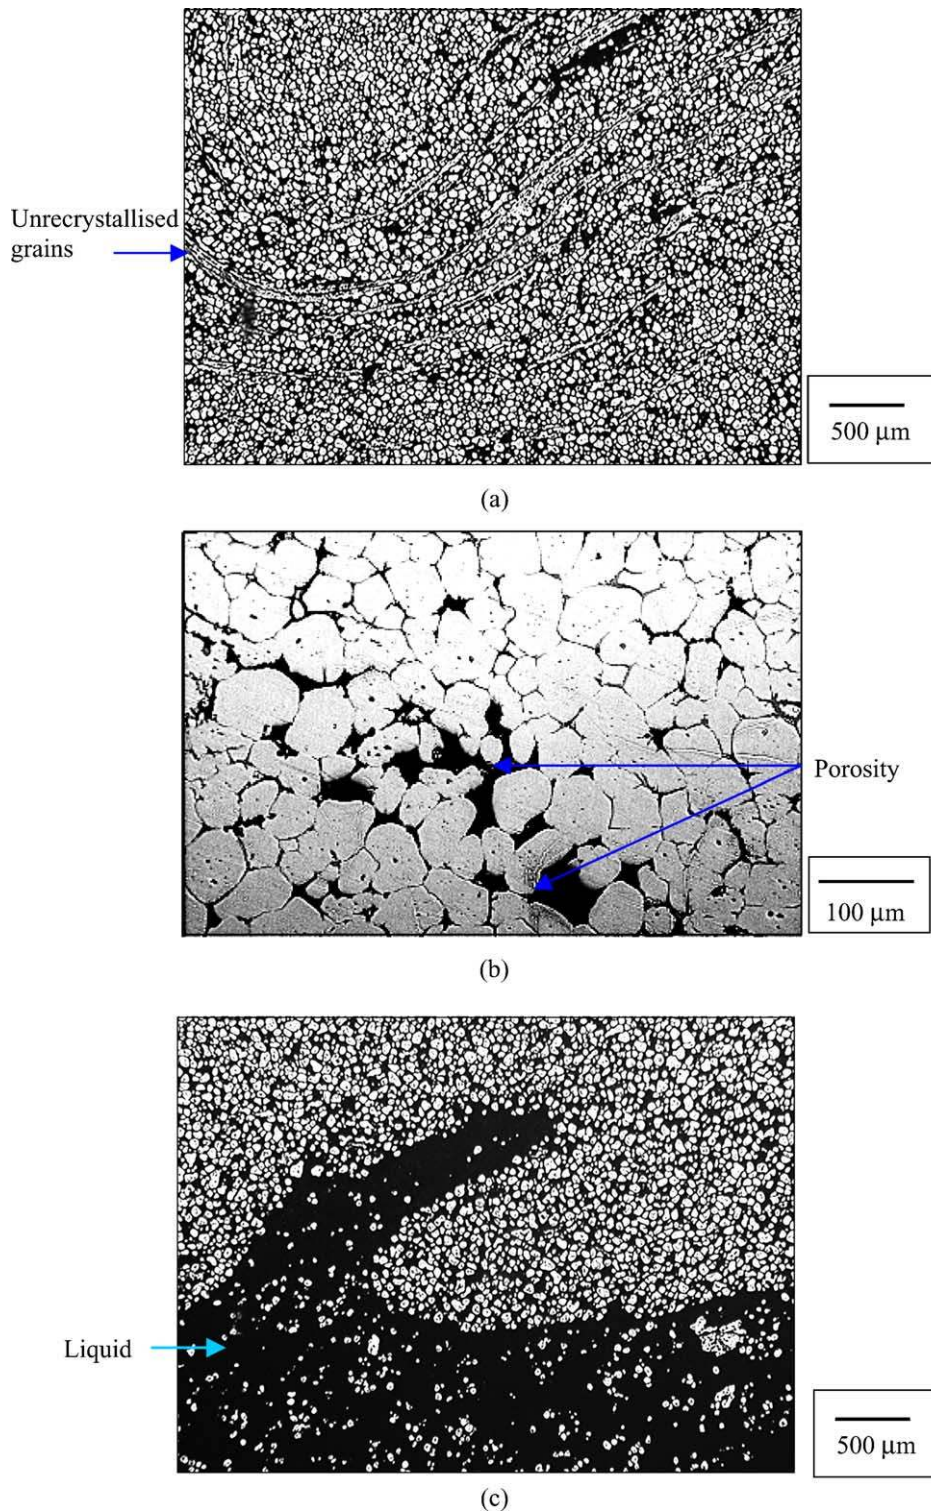 Unrecrystallised
grains
500 μm
(a)
Porosity
100 μm
(b)
Liquid
500 μm
(c)